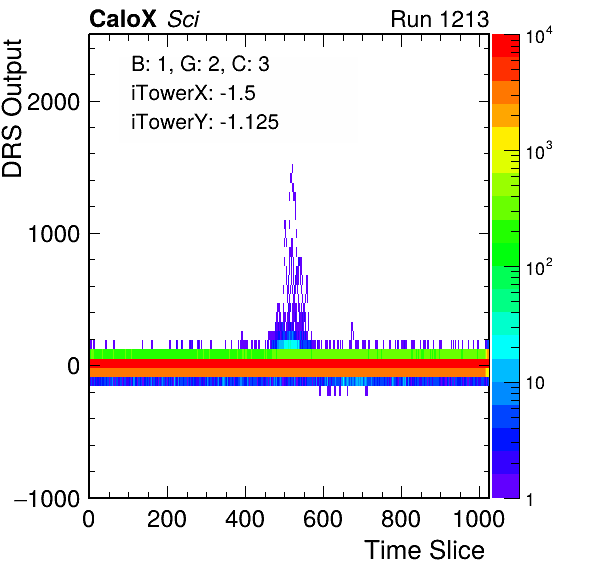 CaloX Sci Run 1213
DRS Output
B: 1, G: 2, C: 3
iTowerX: -1.5
iTowerY: -1.125
2000
1000
0
−1000
0 200 400 600 800 1000
Time Slice
10^4
10^3
10^2
10
1